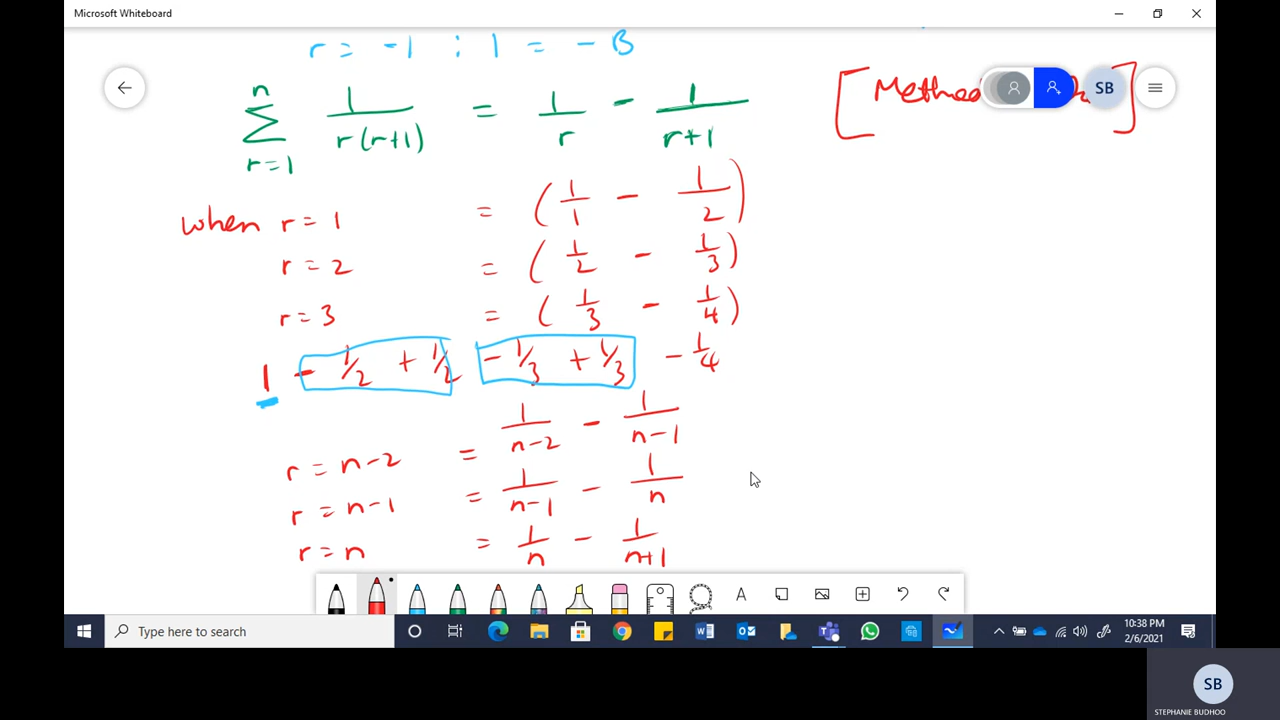 Microsoft Whiteboard
r = -1 : 1 = - B
SB
[ ]
n
∑ 1/r(r+1) = 1/r - 1/r+1
r=1
when r = 1 = (1/1 - 1/2)
r = 2 = (1/2 - 1/3)
r = 3 = (1/3 - 1/4)
1 - 1/2 + 1/2 - 1/3 + 1/3 - 1/4
r = n-2 = 1/n-2 - 1/n-1
r = n-1 = 1/n-1 - 1/n
r = n = 1/n - 1/n+1
A
Type here to search
10:38 PM
2/6/2021
SB
STEPHANIE BUDHOO